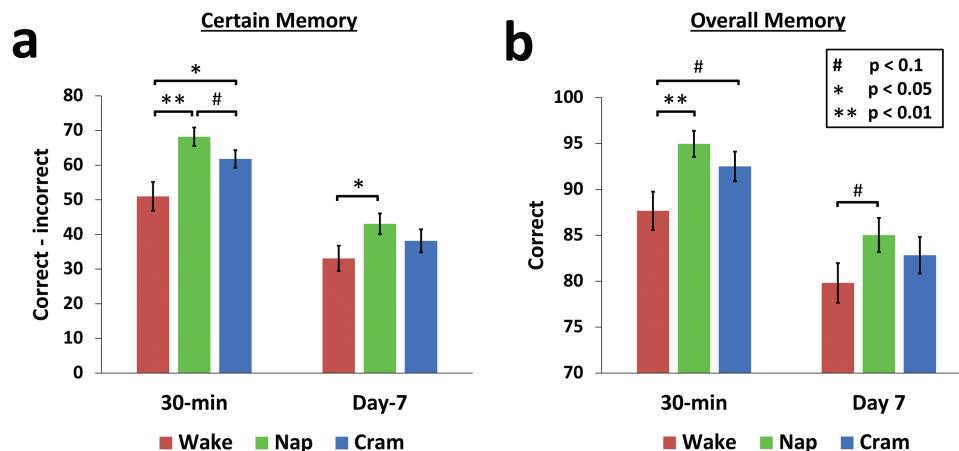 a
Certain Memory
Correct - incorrect
80
70
60
50
40
30
20
10
0
*
** #
*
30-min Day-7
Wake Nap Cram
b
Overall Memory
# p < 0.1
* p < 0.05
** p < 0.01
Correct
100
95
90
85
80
75
70
#
**
#
30-min Day 7
Wake Nap Cram